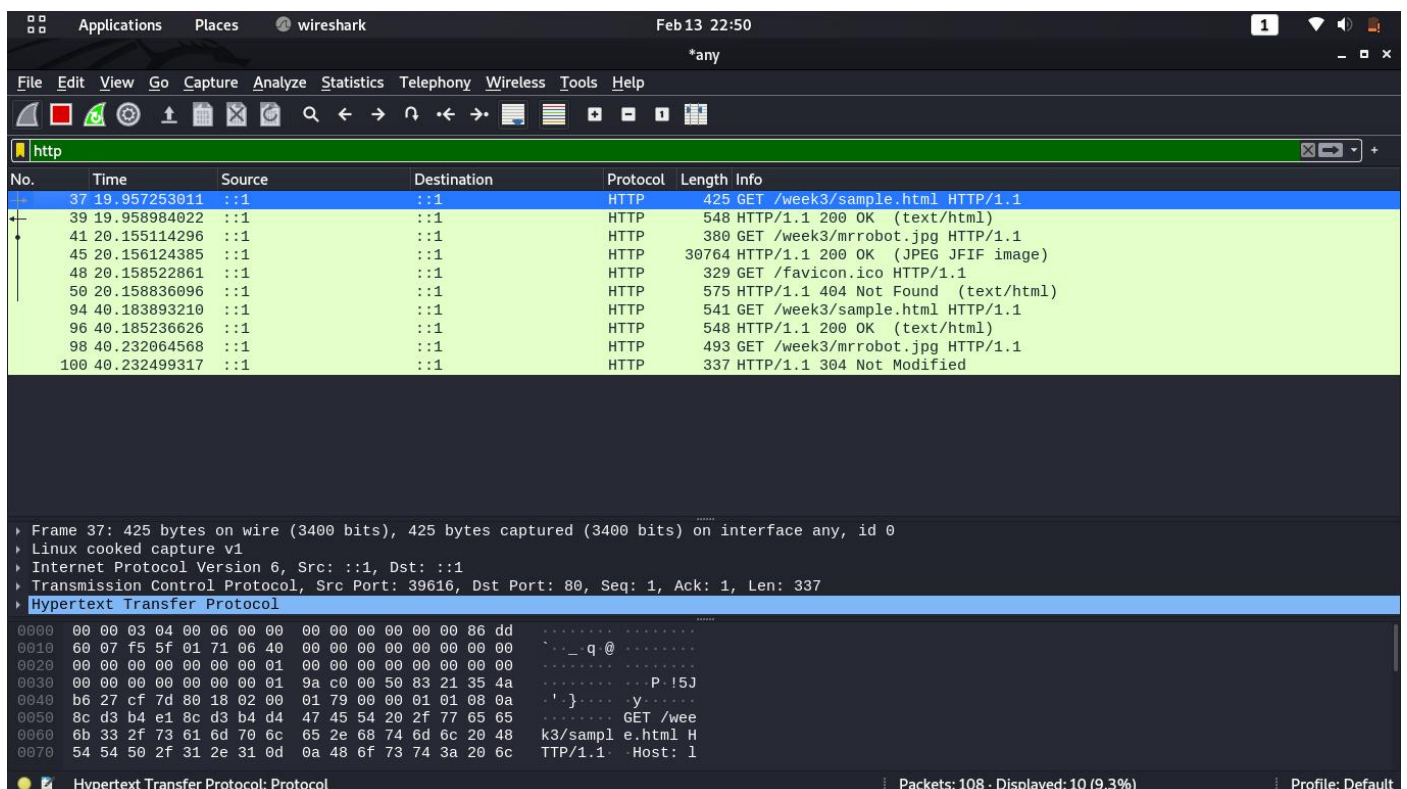 Applications Places wireshark Feb 13 22:50 1
*any
File Edit View Go Capture Analyze Statistics Telephony Wireless Tools Help
http
No. Time Source Destination Protocol Length Info
37 19.957253011 ::1 ::1 HTTP 425 GET /week3/sample.html HTTP/1.1
39 19.958984022 ::1 ::1 HTTP 548 HTTP/1.1 200 OK (text/html)
41 20.155114296 ::1 ::1 HTTP 380 GET /week3/mrrobot.jpg HTTP/1.1
45 20.156124385 ::1 ::1 HTTP 30764 HTTP/1.1 200 OK (JPEG JFIF image)
48 20.158522861 ::1 ::1 HTTP 329 GET /favicon.ico HTTP/1.1
50 20.158836096 ::1 ::1 HTTP 575 HTTP/1.1 404 Not Found (text/html)
94 40.183893210 ::1 ::1 HTTP 541 GET /week3/sample.html HTTP/1.1
96 40.185236626 ::1 ::1 HTTP 548 HTTP/1.1 200 OK (text/html)
98 40.232064568 ::1 ::1 HTTP 493 GET /week3/mrrobot.jpg HTTP/1.1
100 40.232499317 ::1 ::1 HTTP 337 HTTP/1.1 304 Not Modified
Frame 37: 425 bytes on wire (3400 bits), 425 bytes captured (3400 bits) on interface any, id 0
Linux cooked capture v1
Internet Protocol Version 6, Src: ::1, Dst: ::1
Transmission Control Protocol, Src Port: 39616, Dst Port: 80, Seq: 1, Ack: 1, Len: 337
Hypertext Transfer Protocol
0000 00 00 03 04 00 06 00 00 00 00 00 00 00 00 86 dd ········ ········
0010 60 07 f5 5f 01 71 06 40 00 00 00 00 00 00 00 00 `··_·q·@ ········
0020 00 00 00 00 00 00 00 01 00 00 00 00 00 00 00 00 ········ ········
0030 00 00 00 00 00 00 00 01 9a c0 00 50 83 21 35 4a ········ ···P·!5J
0040 b6 27 cf 7d 80 18 02 00 01 79 00 00 01 01 08 0a ·'·}···· ·y······
0050 8c d3 b4 e1 8c d3 b4 d4 47 45 54 20 2f 77 65 65 ········ GET /wee
0060 6b 33 2f 73 61 6d 70 6c 65 2e 68 74 6d 6c 20 48 k3/sampl e.html H
0070 54 54 50 2f 31 2e 31 0d 0a 48 6f 73 74 3a 20 6c TTP/1.1· ·Host: l
Hypertext Transfer Protocol: Protocol Packets: 108 · Displayed: 10 (9.3%) Profile: Default